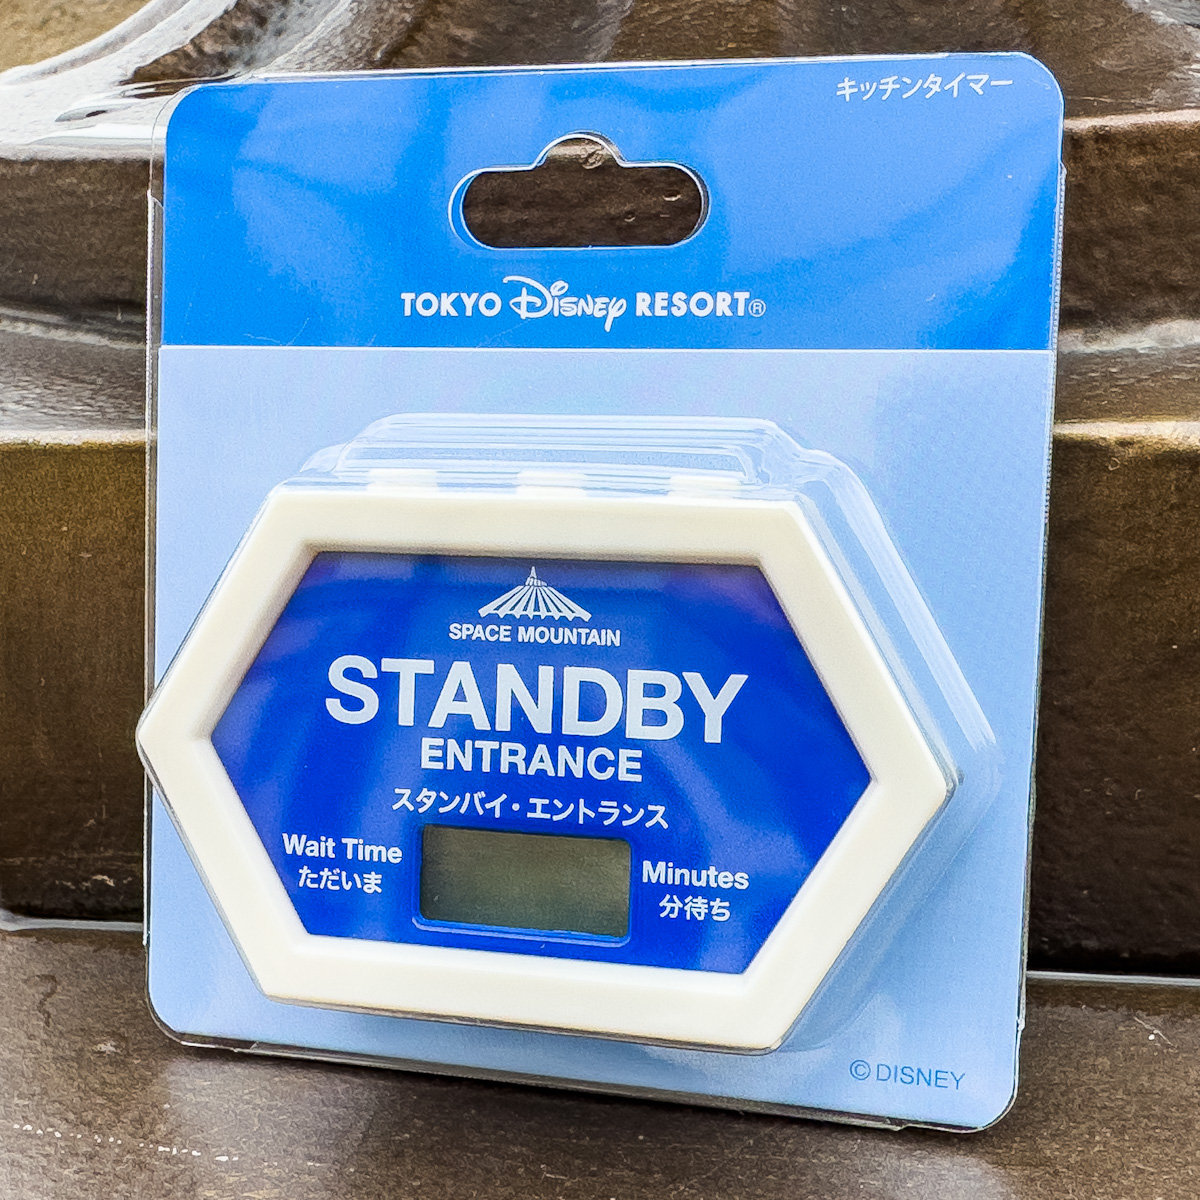 キッチンタイマー
TOKYO Disney RESORT®
SPACE MOUNTAIN
STANDBY
ENTRANCE
スタンバイ・エントランス
Wait Time
ただいま
Minutes
分待ち
©DISNEY